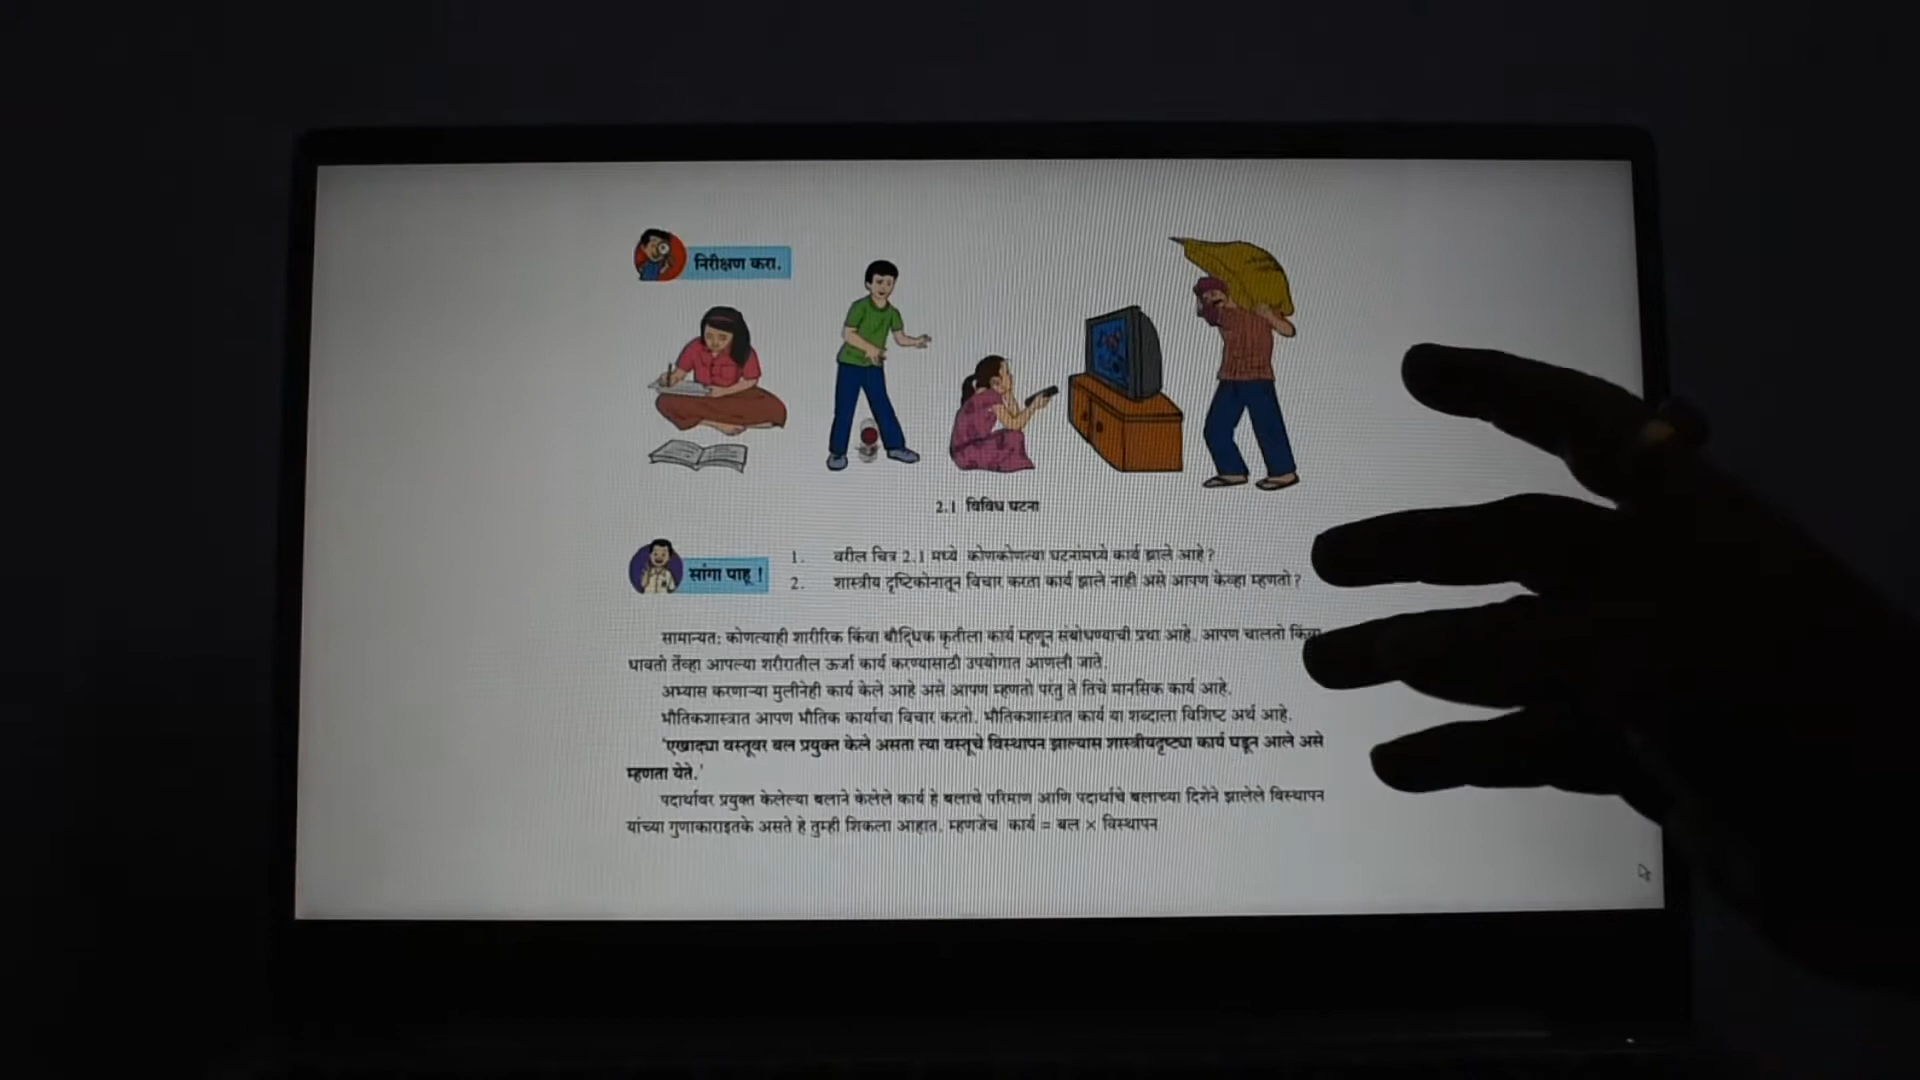 निरीक्षण करा.
2.1 विविध घटना
सांगा पाहू !
1. वरील चित्र 2.1 मध्ये कोणकोणत्या घटनांमध्ये कार्य झाले आहे?
2. शास्त्रीय दृष्टिकोनातून विचार करता कार्य झाले नाही असे आपण केव्हा म्हणतो?
सामान्यत: कोणत्याही शारीरिक किंवा बौद्धिक कृतीला कार्य म्हणून संबोधण्याची प्रथा आहे. आपण चालतो किंवा
धावतो तेंव्हा आपल्या शरीरातील ऊर्जा कार्य करण्यासाठी उपयोगात आणली जाते.
अभ्यास करणाऱ्या मुलीनेही कार्य केले आहे असे आपण म्हणतो परंतु ते तिचे मानसिक कार्य आहे.
भौतिकशास्त्रात आपण भौतिक कार्याचा विचार करतो. भौतिकशास्त्रात कार्य या शब्दाला विशिष्ट अर्थ आहे.
'एखाद्या वस्तूवर बल प्रयुक्त केले असता त्या वस्तूचे विस्थापन झाल्यास शास्त्रीयदृष्ट्या कार्य घडून आले असे
म्हणता येते.'
पदार्थावर प्रयुक्त केलेल्या बलाने केलेले कार्य हे बलाचे परिमाण आणि पदार्थाचे बलाच्या दिशेने झालेले विस्थापन
यांच्या गुणाकाराइतके असते हे तुम्ही शिकला आहात. म्हणजेच कार्य = बल × विस्थापन